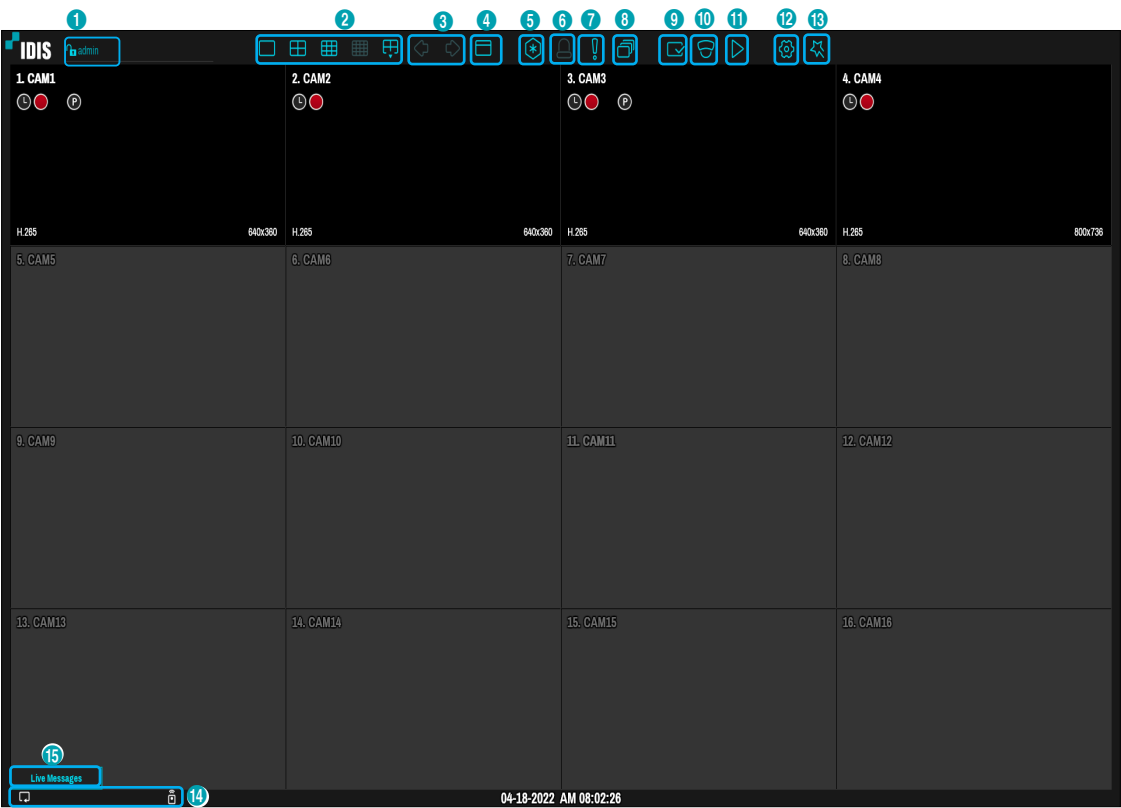 1 2 3 4 5 6 7 8 9 10 11 12 13
IDIS admin
1. CAM1 2. CAM2 3. CAM3 4. CAM4
L P L L P L
H.265 640x360 H.265 640x360 H.265 640x360 H.265 800x736
5. CAM5 6. CAM6 7. CAM7 8. CAM8
9. CAM9 10. CAM10 11. CAM11 12. CAM12
13. CAM13 14. CAM14 15. CAM15 16. CAM16
15
Live Messages
14
04-18-2022 AM 08:02:26